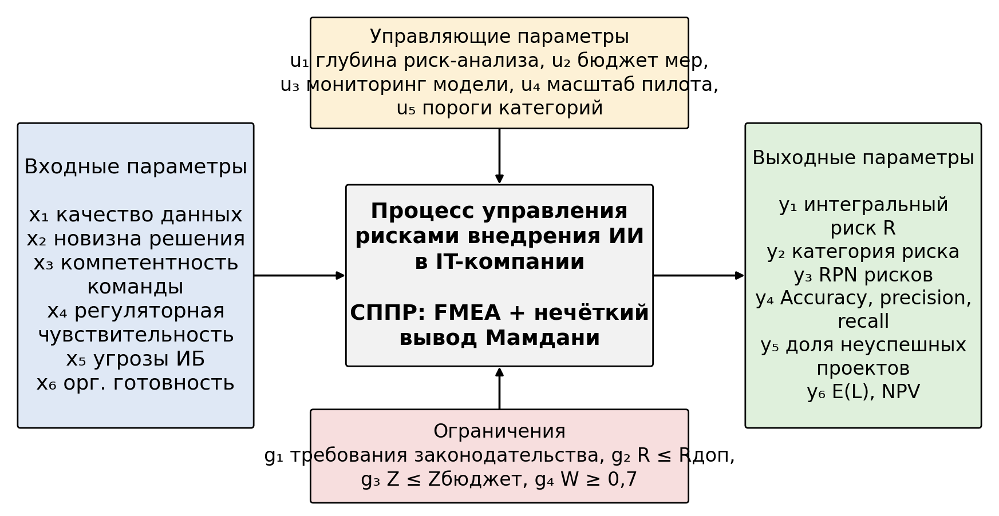 Управляющие параметры
u₁ глубина риск-анализа, u₂ бюджет мер,
u₃ мониторинг модели, u₄ масштаб пилота,
u₅ пороги категорий
Входные параметры
x₁ качество данных
x₂ новизна решения
x₃ компетентность
команды
x₄ регуляторная
чувствительность
x₅ угрозы ИБ
x₆ орг. готовность
Процесс управления
рисками внедрения ИИ
в IT-компании
СППР: FMEA + нечёткий
вывод Мамдани
Выходные параметры
y₁ интегральный
риск R
y₂ категория риска
y₃ RPN рисков
y₄ Accuracy, precision,
recall
y₅ доля неуспешных
проектов
y₆ E(L), NPV
Ограничения
g₁ требования законодательства, g₂ R ≤ Rдоп,
g₃ Z ≤ Zбюджет, g₄ W ≥ 0,7